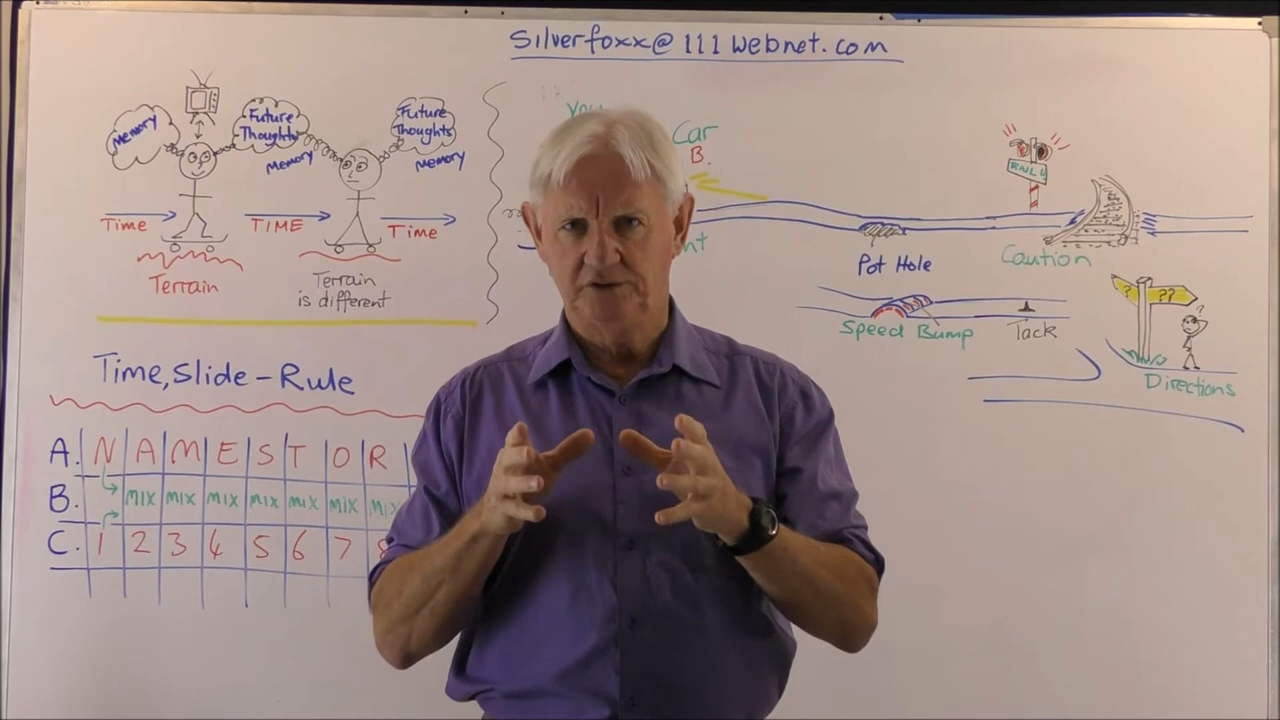 Silverfoxx@111webnet.com
Memory
Future
Thoughts
Memory
Future
Thoughts
Memory
Time
TIME
Time
Terrain
Terrain
is different
Car
B.
Pot Hole
Caution
Speed Bump
Tack
? ??
?
Directions
Time, Slide-Rule
A. N A M E S T O R
B. mix mix mix mix mix mix mix
C. 1 2 3 4 5 6 7 8